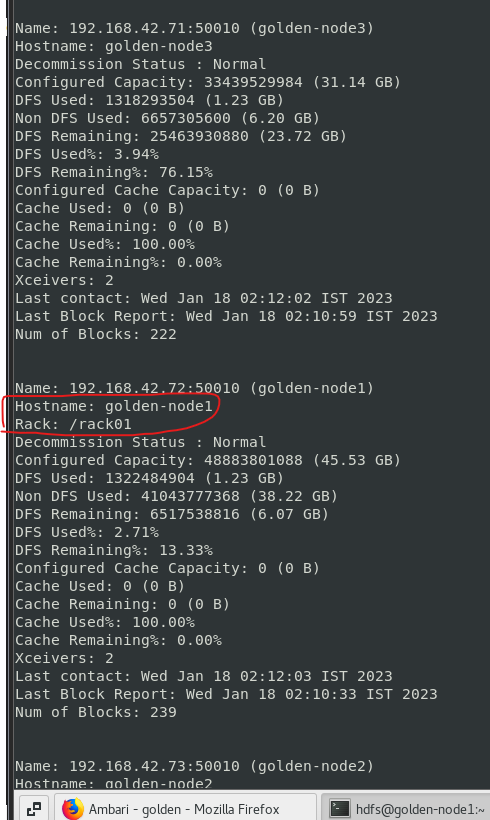 Name: 192.168.42.71:50010 (golden-node3)
Hostname: golden-node3
Decommission Status : Normal
Configured Capacity: 33439529984 (31.14 GB)
DFS Used: 1318293504 (1.23 GB)
Non DFS Used: 6657305600 (6.20 GB)
DFS Remaining: 25463930880 (23.72 GB)
DFS Used%: 3.94%
DFS Remaining%: 76.15%
Configured Cache Capacity: 0 (0 B)
Cache Used: 0 (0 B)
Cache Remaining: 0 (0 B)
Cache Used%: 100.00%
Cache Remaining%: 0.00%
Xceivers: 2
Last contact: Wed Jan 18 02:12:02 IST 2023
Last Block Report: Wed Jan 18 02:10:59 IST 2023
Num of Blocks: 222
Name: 192.168.42.72:50010 (golden-node1)
Hostname: golden-node1
Rack: /rack01
Decommission Status : Normal
Configured Capacity: 48883801088 (45.53 GB)
DFS Used: 1322484904 (1.23 GB)
Non DFS Used: 41043777368 (38.22 GB)
DFS Remaining: 6517538816 (6.07 GB)
DFS Used%: 2.71%
DFS Remaining%: 13.33%
Configured Cache Capacity: 0 (0 B)
Cache Used: 0 (0 B)
Cache Remaining: 0 (0 B)
Cache Used%: 100.00%
Cache Remaining%: 0.00%
Xceivers: 2
Last contact: Wed Jan 18 02:12:03 IST 2023
Last Block Report: Wed Jan 18 02:10:33 IST 2023
Num of Blocks: 239
Name: 192.168.42.73:50010 (golden-node2)
Hostname: golden-node2
Ambari - golden - Mozilla Firefox
hdfs@golden-node1:~